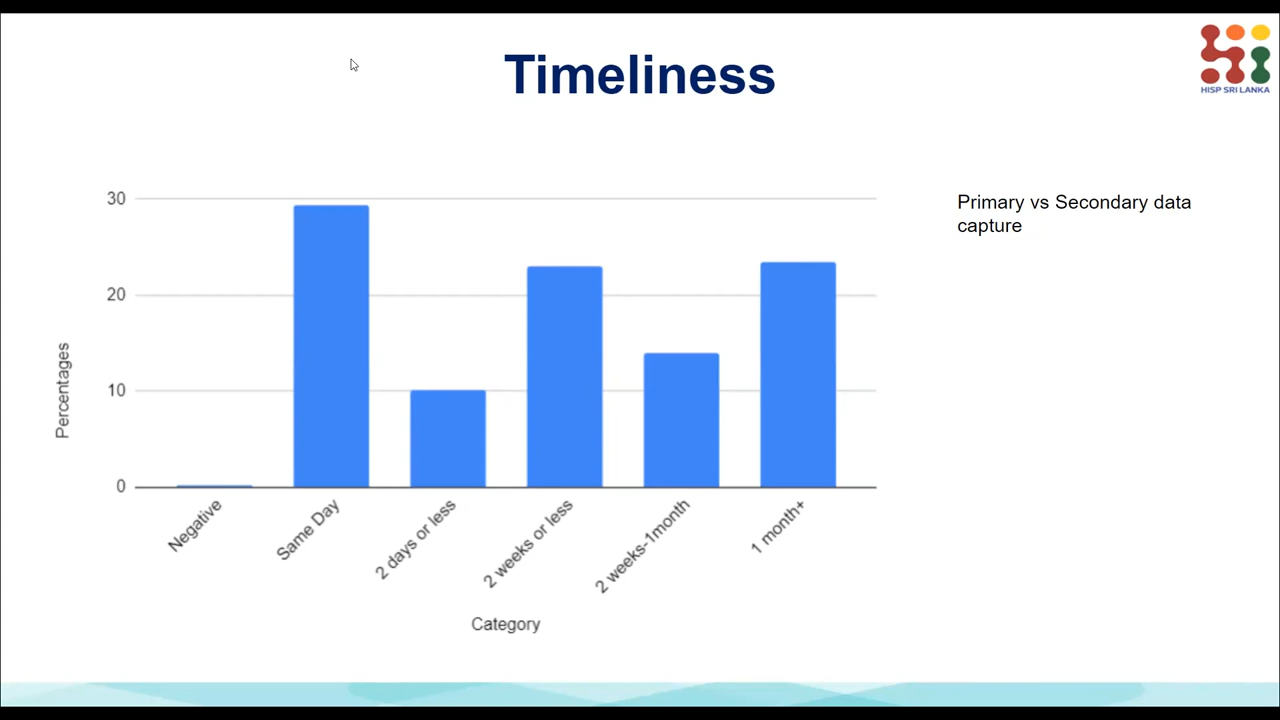 Timeliness
HISP SRI LANKA
Primary vs Secondary data
capture
30
20
10
0
Percentages
Negative
Same Day
2 days or less
2 weeks or less
2 weeks-1month
1 month+
Category